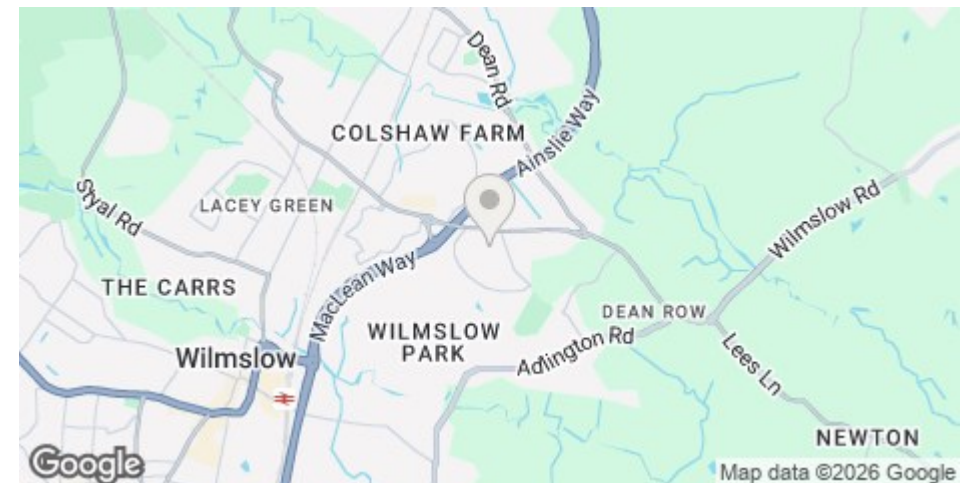 Dean Rd
COLSHAW FARM
Ainslie Way
LACEY GREEN
Styal Rd
Wilmslow Rd
MacLean Way
THE CARRS
DEAN ROW
WILMSLOW
PARK
Adlington Rd
Wilmslow
Lees Ln
NEWTON
Google
Map data ©2026 Google